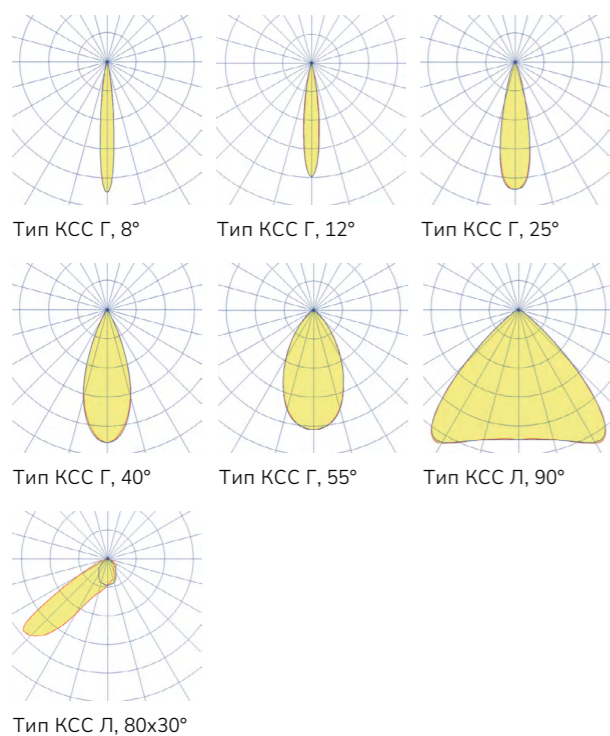 Тип КСС Г, 8°
Тип КСС Г, 12°
Тип КСС Г, 25°
Тип КСС Г, 40°
Тип КСС Г, 55°
Тип КСС Л, 90°
Тип КСС Л, 80x30°